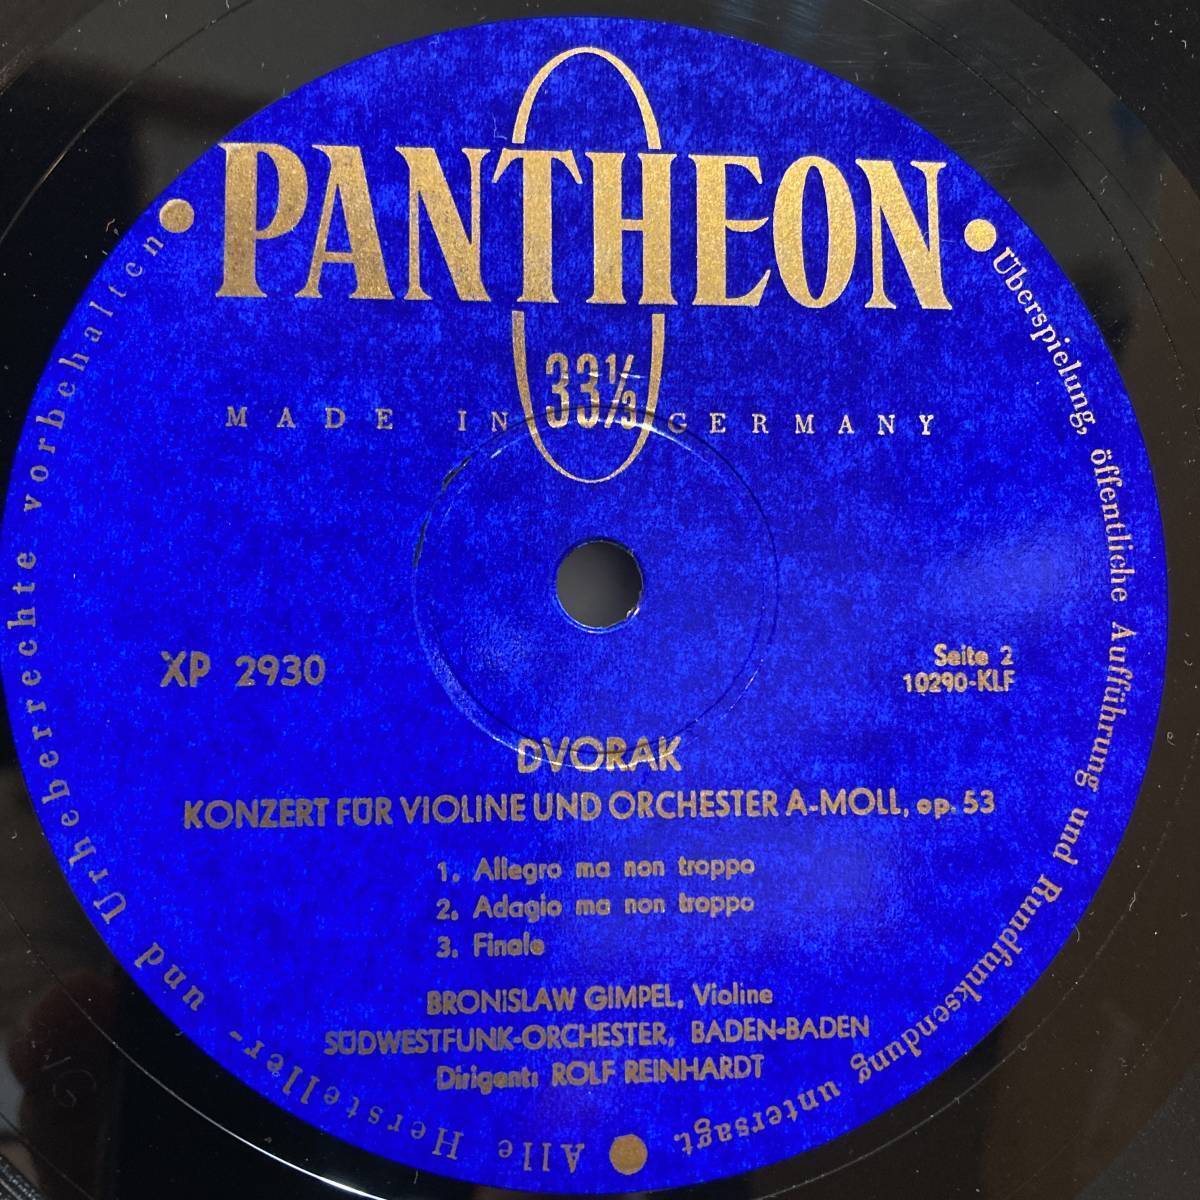 PANTHEON
33⅓
MADE IN GERMANY
XP 2930
Seite 2
10290-KLF
DVORAK
KONZERT FÜR VIOLINE UND ORCHESTER A-MOLL, op. 53
1. Allegro ma non troppo
2. Adagio ma non troppo
3. Finale
BRONISLAW GIMPEL, Violine
SÜDWESTFUNK-ORCHESTER, BADEN-BADEN
Dirigent: ROLF REINHARDT
Alle Hersteller- und Urheberrechte vorbehalten
Überspielung, öffentliche Aufführung und Rundfunksendung untersagt.